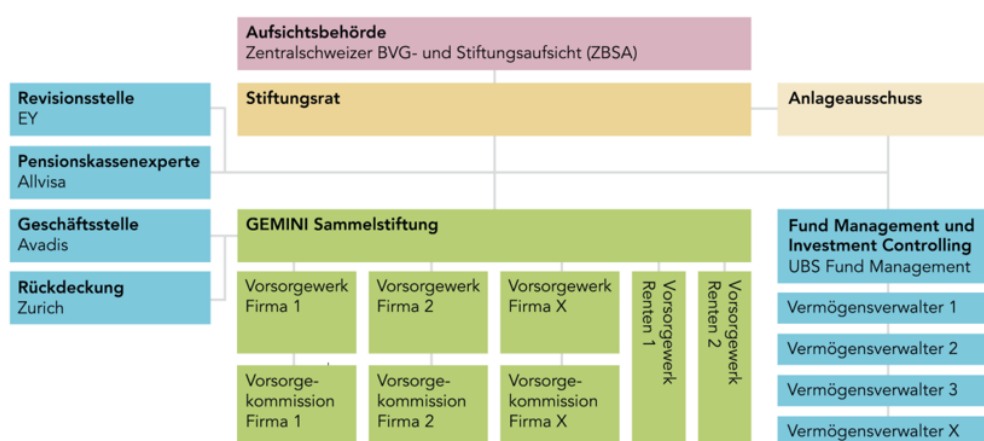 Aufsichtsbehörde
Zentralschweizer BVG- und Stiftungsaufsicht (ZBSA)
Revisionsstelle
EY
Stiftungsrat
Anlageausschuss
Pensionskassenexperte
Allvisa
Geschäftsstelle
Avadis
GEMINI Sammelstiftung
Fund Management und
Investment Controlling
UBS Fund Management
Rückdeckung
Zurich
Vorsorgewerk
Firma 1
Vorsorgewerk
Firma 2
Vorsorgewerk
Firma X
Vorsorgewerk
Renten 1
Vorsorgewerk
Renten 2
Vorsorge-
kommission
Firma 1
Vorsorge-
kommission
Firma 2
Vorsorge-
kommission
Firma X
Vermögensverwalter 1
Vermögensverwalter 2
Vermögensverwalter 3
Vermögensverwalter X